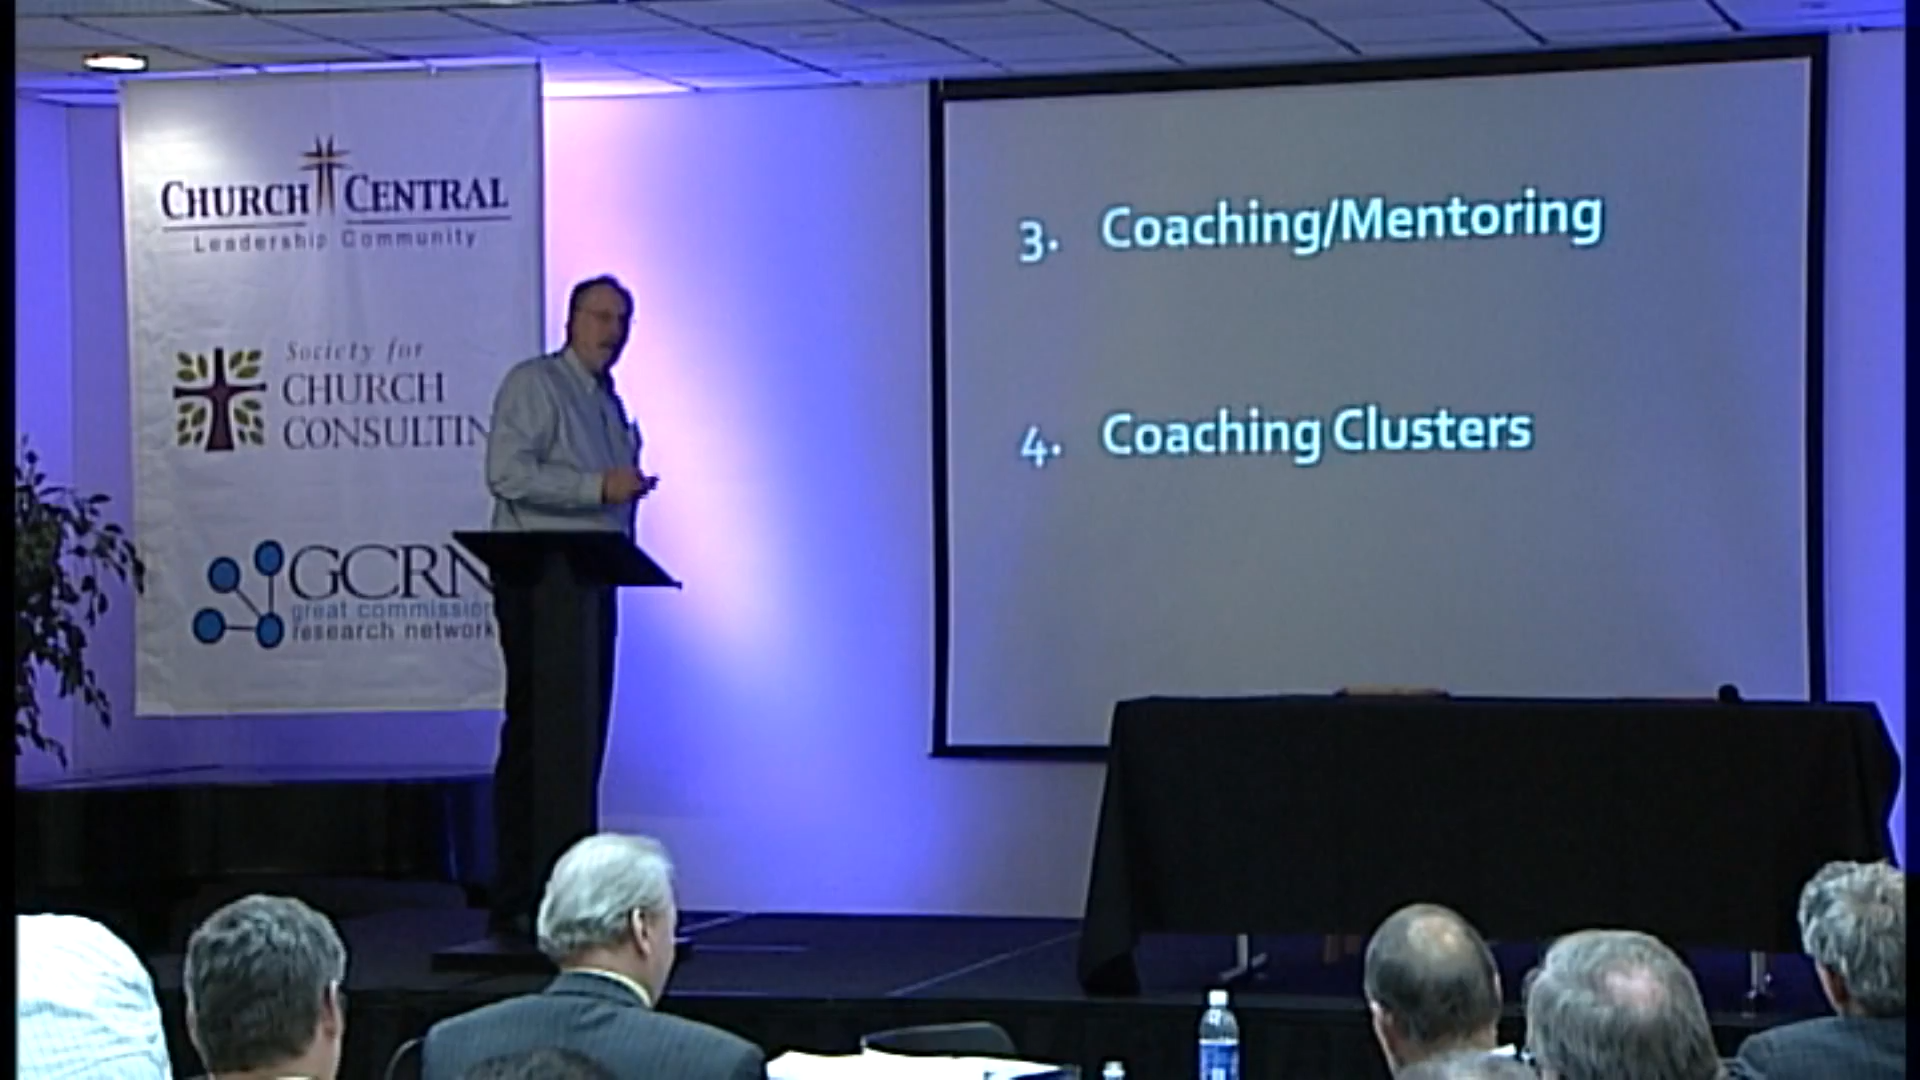 CHURCH CENTRAL
Leadership Community
Society for
CHURCH
CONSULTIN
GCRN
great commission
research network
3. Coaching/Mentoring
4. Coaching Clusters